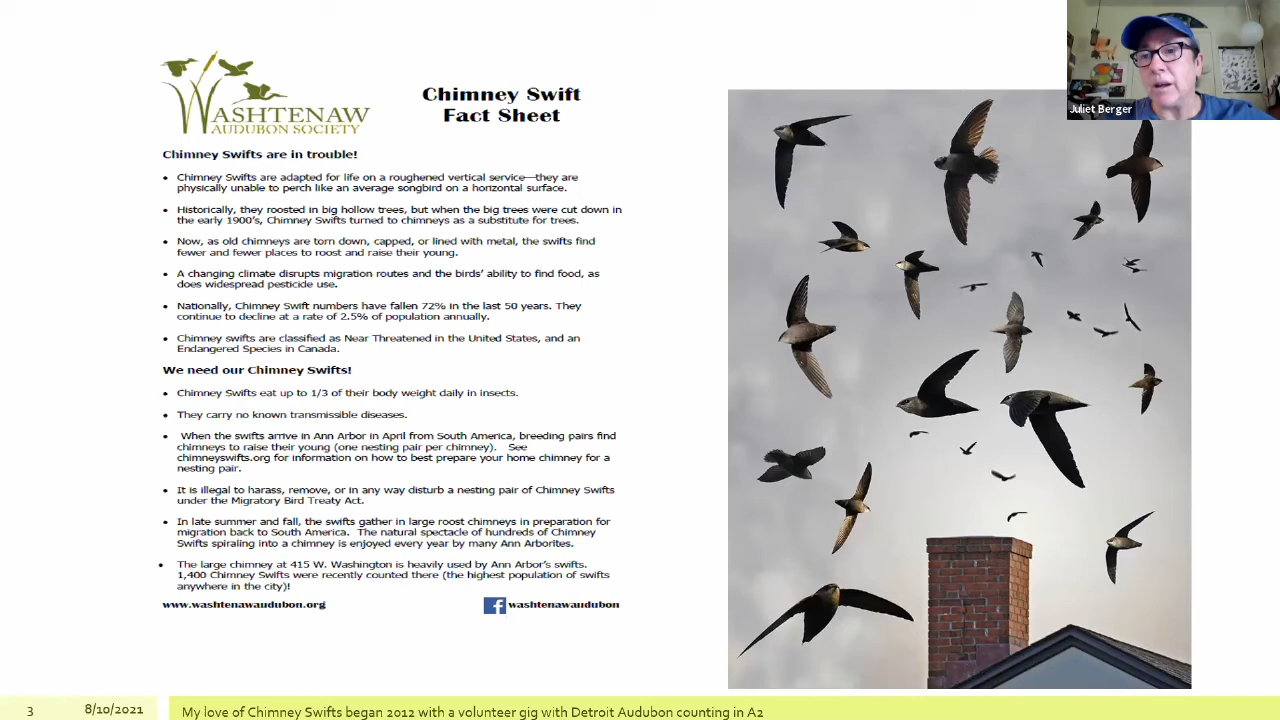 WASHTENAW
AUDUBON SOCIETY
Chimney Swift
Fact Sheet
Juliet Berger
Chimney Swifts are in trouble!
• Chimney Swifts are adapted for life on a roughened vertical service—they are
physically unable to perch like an average songbird on a horizontal surface.
• Historically, they roosted in big hollow trees, but when the big trees were cut down in
the early 1900's, Chimney Swifts turned to chimneys as a substitute for trees.
• Now, as old chimneys are torn down, capped, or lined with metal, the swifts find
fewer and fewer places to roost and raise their young.
• A changing climate disrupts migration routes and the birds' ability to find food, as
does widespread pesticide use.
• Nationally, Chimney Swift numbers have fallen 72% in the last 50 years. They
continue to decline at a rate of 2.5% of population annually.
• Chimney swifts are classified as Near Threatened in the United States, and an
Endangered Species in Canada.
We need our Chimney Swifts!
• Chimney Swifts eat up to 1/3 of their body weight daily in insects.
• They carry no known transmissible diseases.
• When the swifts arrive in Ann Arbor in April from South America, breeding pairs find
chimneys to raise their young (one nesting pair per chimney). See
chimneyswifts.org for information on how to best prepare your home chimney for a
nesting pair.
• It is illegal to harass, remove, or in any way disturb a nesting pair of Chimney Swifts
under the Migratory Bird Treaty Act.
• In late summer and fall, the swifts gather in large roost chimneys in preparation for
migration back to South America. The natural spectacle of hundreds of Chimney
Swifts spiraling into a chimney is enjoyed every year by many Ann Arborites.
• The large chimney at 415 W. Washington is heavily used by Ann Arbor's swifts.
1,400 Chimney Swifts were recently counted there (the highest population of swifts
anywhere in the city)!
www.washtenawaudubon.org
f washtenawaudubon
3
8/10/2021
My love of Chimney Swifts began 2012 with a volunteer gig with Detroit Audubon counting in A2